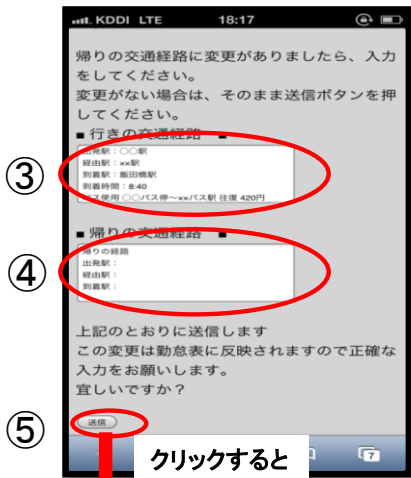 KDDI LTE 18:17
帰りの交通経路に変更がありましたら、入力
をしてください。
変更がない場合は、そのまま送信ボタンを押
してください。
■ 行きの交通経路 ■
出発駅：○○駅
経由駅：××駅
③
到着駅：飯田橋駅
到着時間：8:40
バス使用 ○○バス停～××バス駅 往復 420円
■ 帰りの交通経路 ■
帰りの経路
④
出発駅：
経由駅：
到着駅：
上記のとおりに送信します
この変更は勤怠表に反映されますので正確な
入力をお願いします。
宜しいですか？
⑤
送信
クリックすると
7